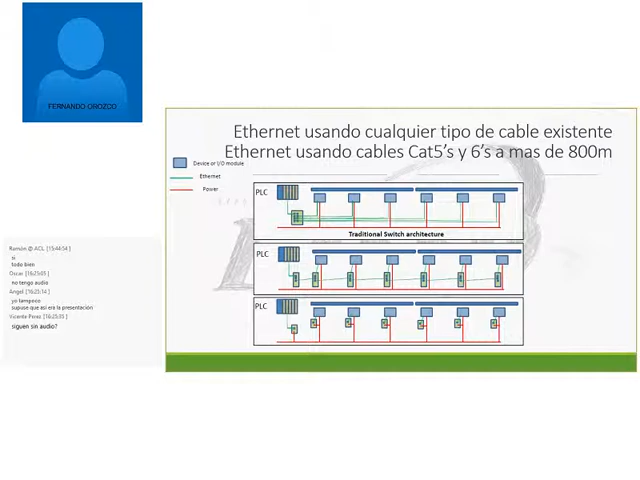 FERNANDO OROZCO
Ethernet usando cualquier tipo de cable existente
Ethernet usando cables Cat5's y 6's a mas de 800m
Device or I/O module
Ethernet
Power
PLC
Traditional Switch architecture
PLC
PLC
Ramón @ ACL [15:44:54]
si
todo bien
Oscar [16:25:05]
no tengo audio
Angel [16:25:14]
yo tampoco
supuse que asi era la presentación
Vicente Perez [16:25:35]
siguen sin audio?